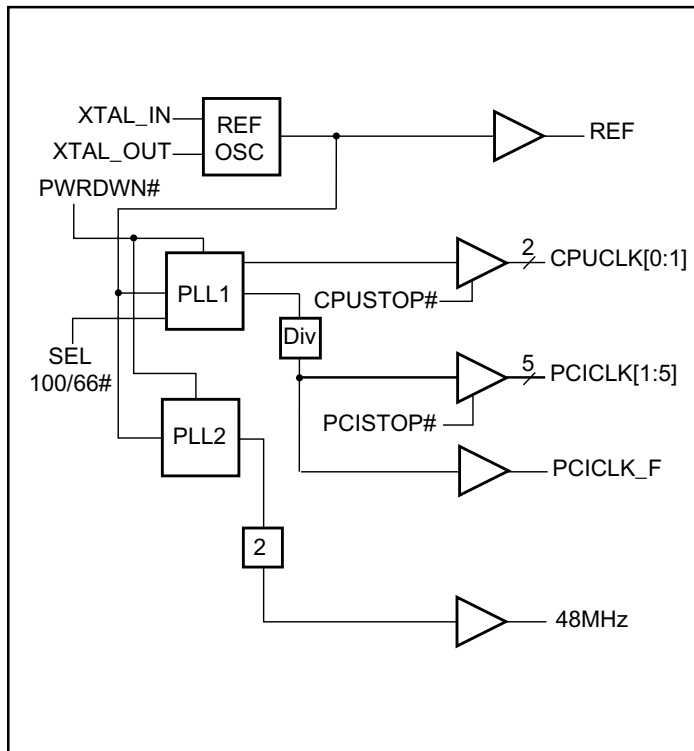 XTAL_IN
XTAL_OUT
REF
OSC
REF
PWRDWN#
PLL1
2
CPUCLK[0:1]
CPUSTOP#
SEL
100/66#
Div
5
PCICLK[1:5]
PCISTOP#
PLL2
PCICLK_F
2
48MHz